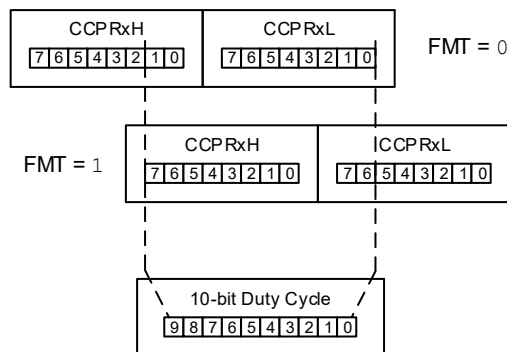 CCPRxH CCPRxL
7 6 5 4 3 2 1 0 7 6 5 4 3 2 1 0 FMT = 0
CCPRxH CCPRxL
FMT = 1 7 6 5 4 3 2 1 0 7 6 5 4 3 2 1 0
10-bit Duty Cycle
9 8 7 6 5 4 3 2 1 0